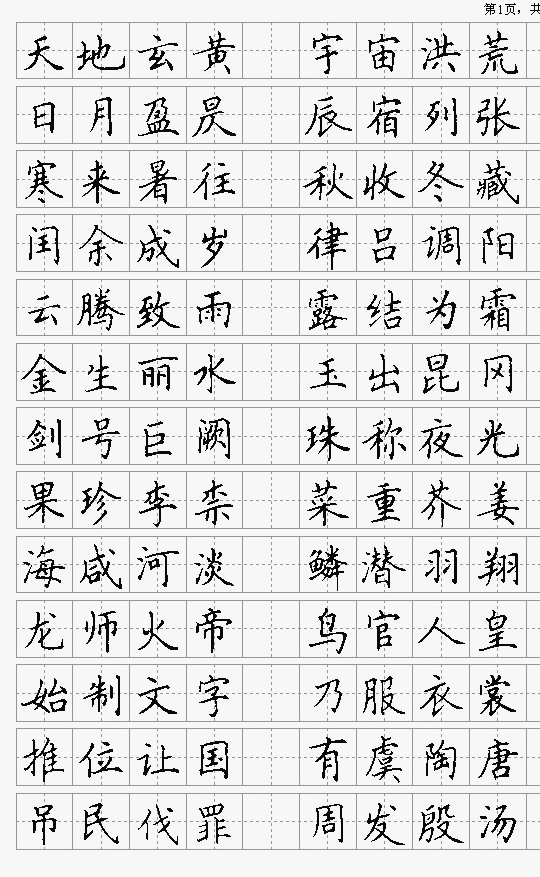 第1页，共
天地玄黄 宇宙洪荒
日月盈昃 辰宿列张
寒来暑往 秋收冬藏
闰余成岁 律吕调阳
云腾致雨 露结为霜
金生丽水 玉出昆冈
剑号巨阙 珠称夜光
果珍李柰 菜重芥姜
海咸河淡 鳞潜羽翔
龙师火帝 鸟官人皇
始制文字 乃服衣裳
推位让国 有虞陶唐
吊民伐罪 周发殷汤